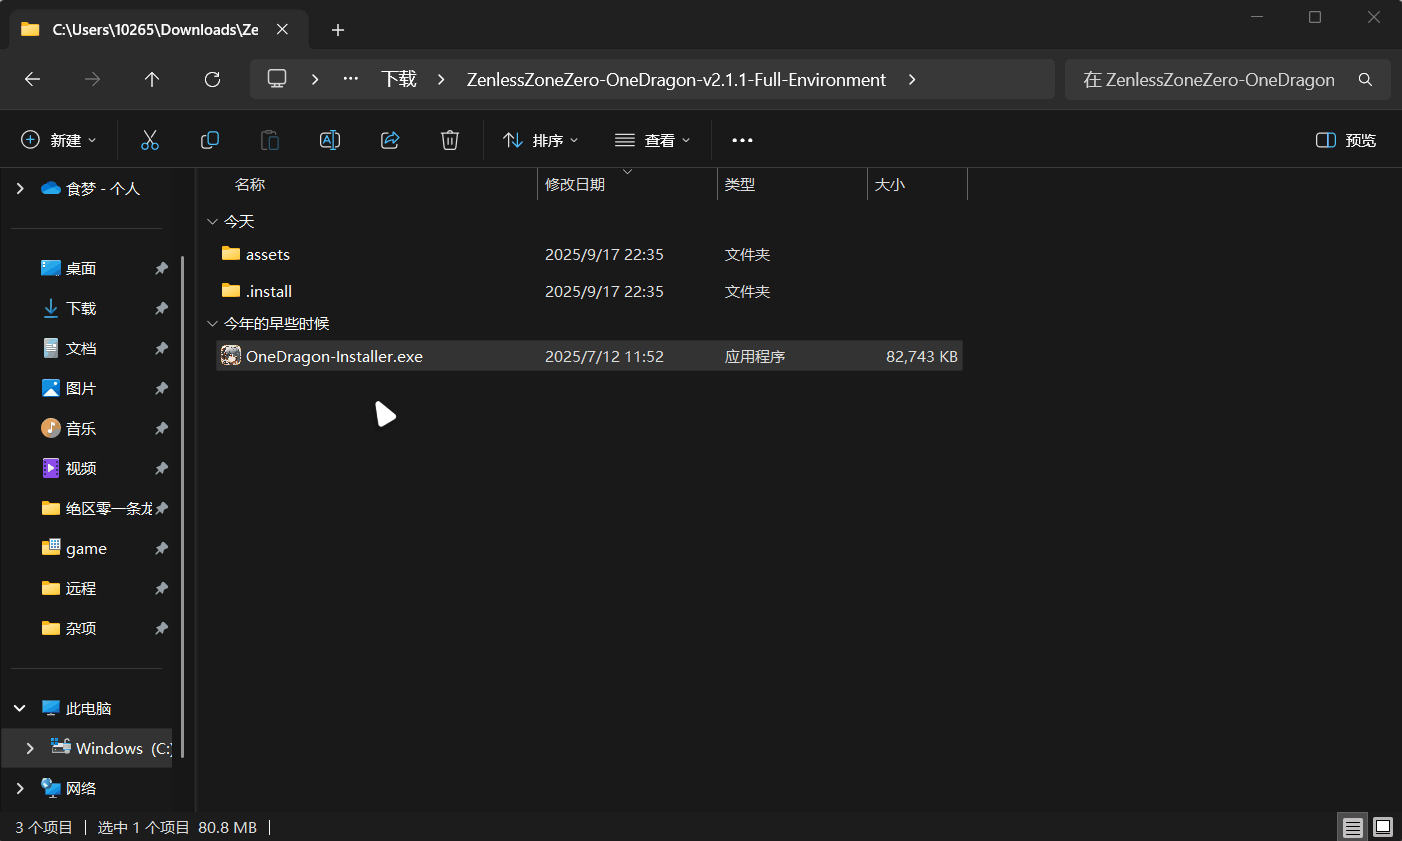 C:\Users\10265\Downloads\Ze
下载 ZenlessZoneZero-OneDragon-v2.1.1-Full-Environment
在 ZenlessZoneZero-OneDragon
新建
排序
查看
预览
食梦 - 个人
桌面
下载
文档
图片
音乐
视频
绝区零一条龙
game
远程
杂项
此电脑
Windows (C:)
网络
名称 修改日期 类型 大小
今天
assets 2025/9/17 22:35 文件夹
.install 2025/9/17 22:35 文件夹
今年的早些时候
OneDragon-Installer.exe 2025/7/12 11:52 应用程序 82,743 KB
3 个项目 选中 1 个项目 80.8 MB